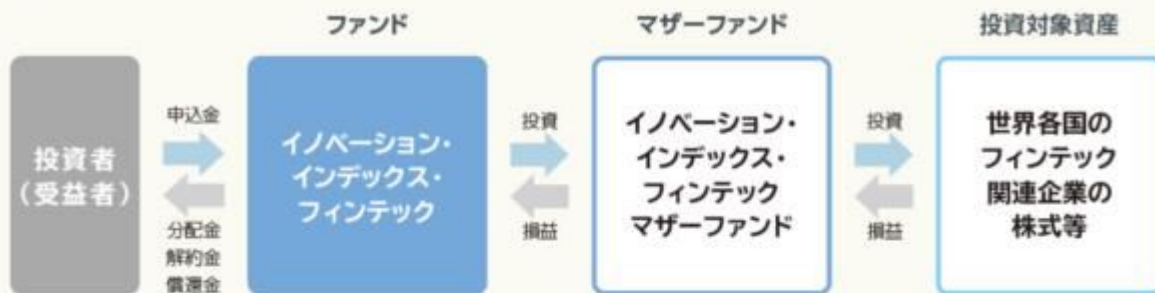 ファンド
マザーファンド
投資対象資産
投資者
(受益者)
申込金
分配金
解約金
償還金
イノベーション・
インデックス・
フィンテック
投資
損益
イノベーション・
インデックス・
フィンテック
マザーファンド
投資
損益
世界各国の
フィンテック
関連企業の
株式等